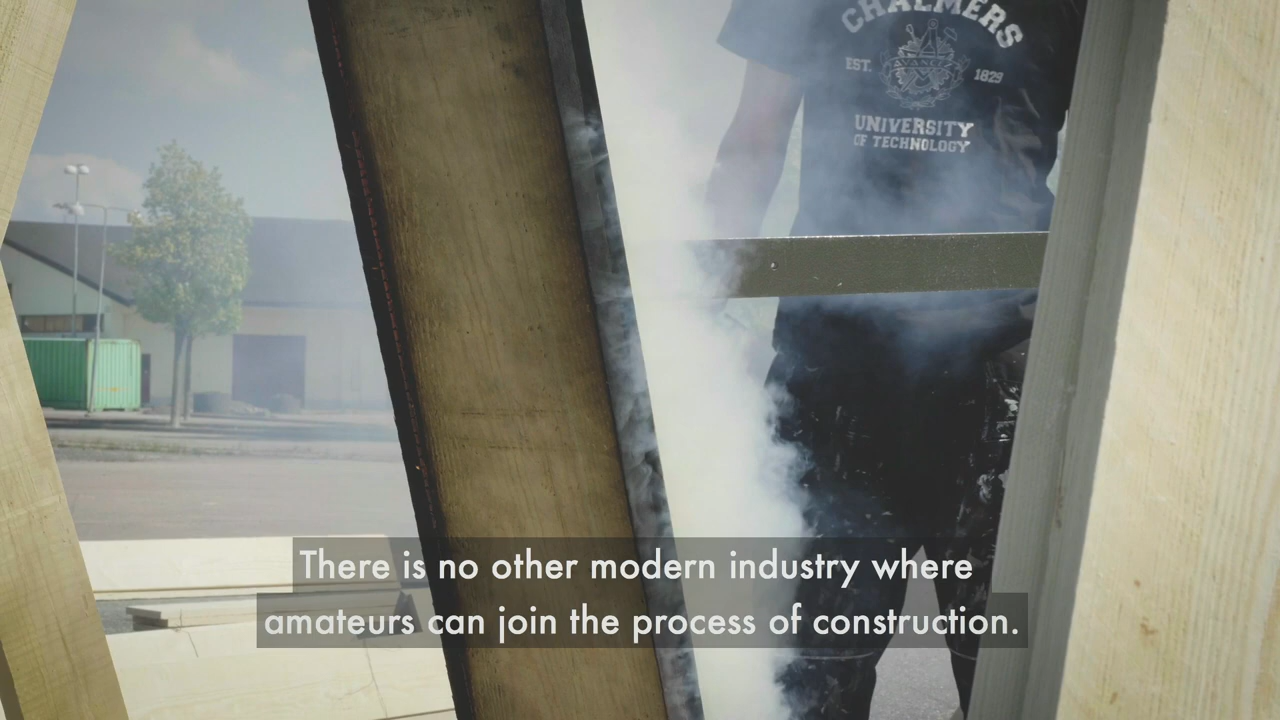 CHALMERS
EST.
AVANCEZ
1829
UNIVERSITY
OF TECHNOLOGY
There is no other modern industry where
amateurs can join the process of construction.